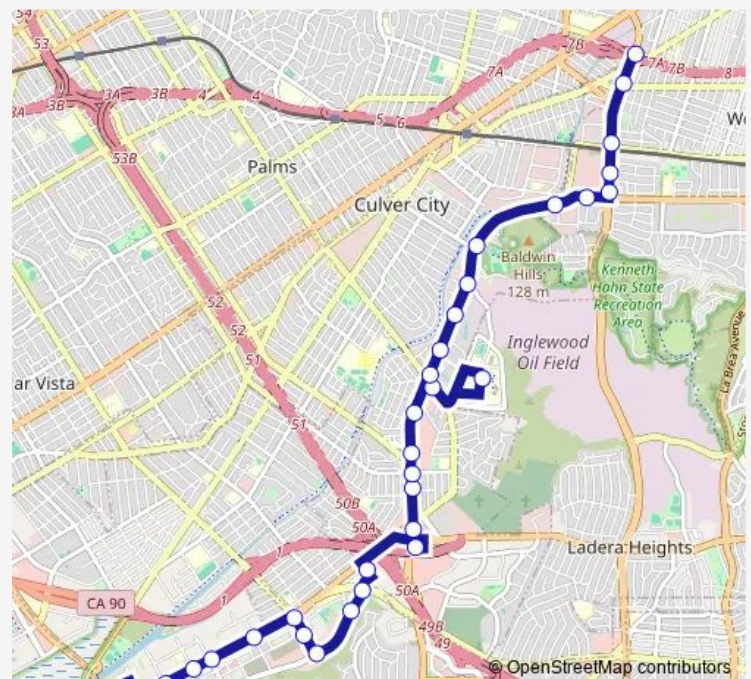 54
53
7B
7A
7B
8
3A
3B
4
4
3B
7A
5
6
53B
Palms
Culver City
Baldwin
Hills
128 m
Kenneth
Hahn State
Recreation
Area
52
52
51
Inglewood
Oil Field
La Brea Avenue
ar Vista
51
50B
50A
1
Ladera Heights
CA 90
1
50A
49B
49
© OpenStreetMap contributors